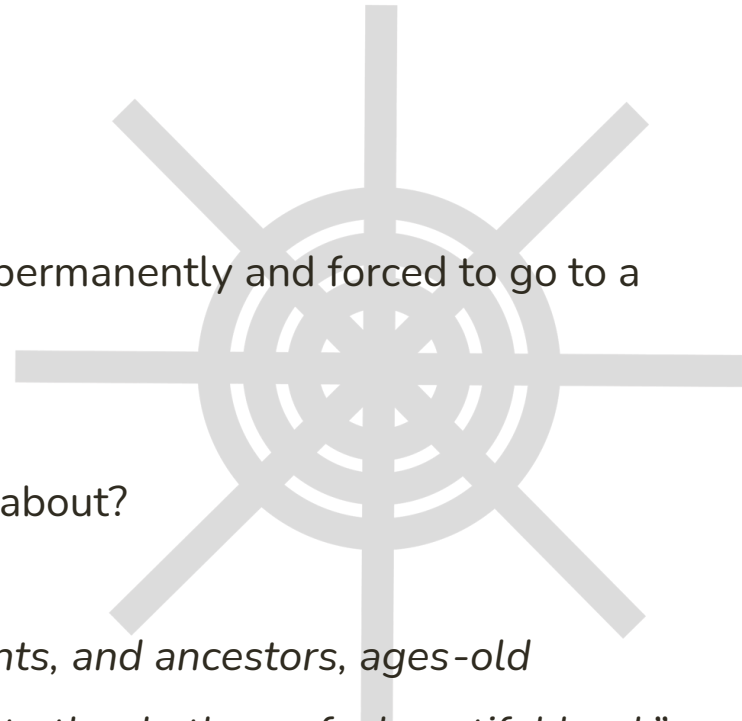 permanently and forced to go to a
about?
nts, and ancestors, ages-old